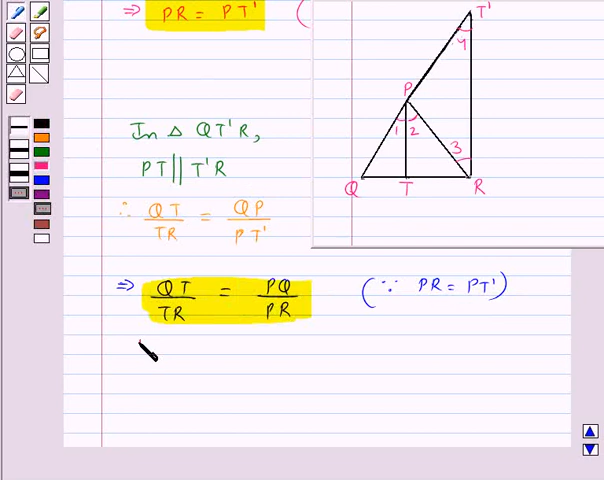 ⇒ PR = PT' (
In △ QT'R,
PT || T'R
∴ QT/TR = QP/PT'
⇒ QT/TR = PQ/PR (∵ PR = PT')
T'
4
P
1 2
3
Q T R